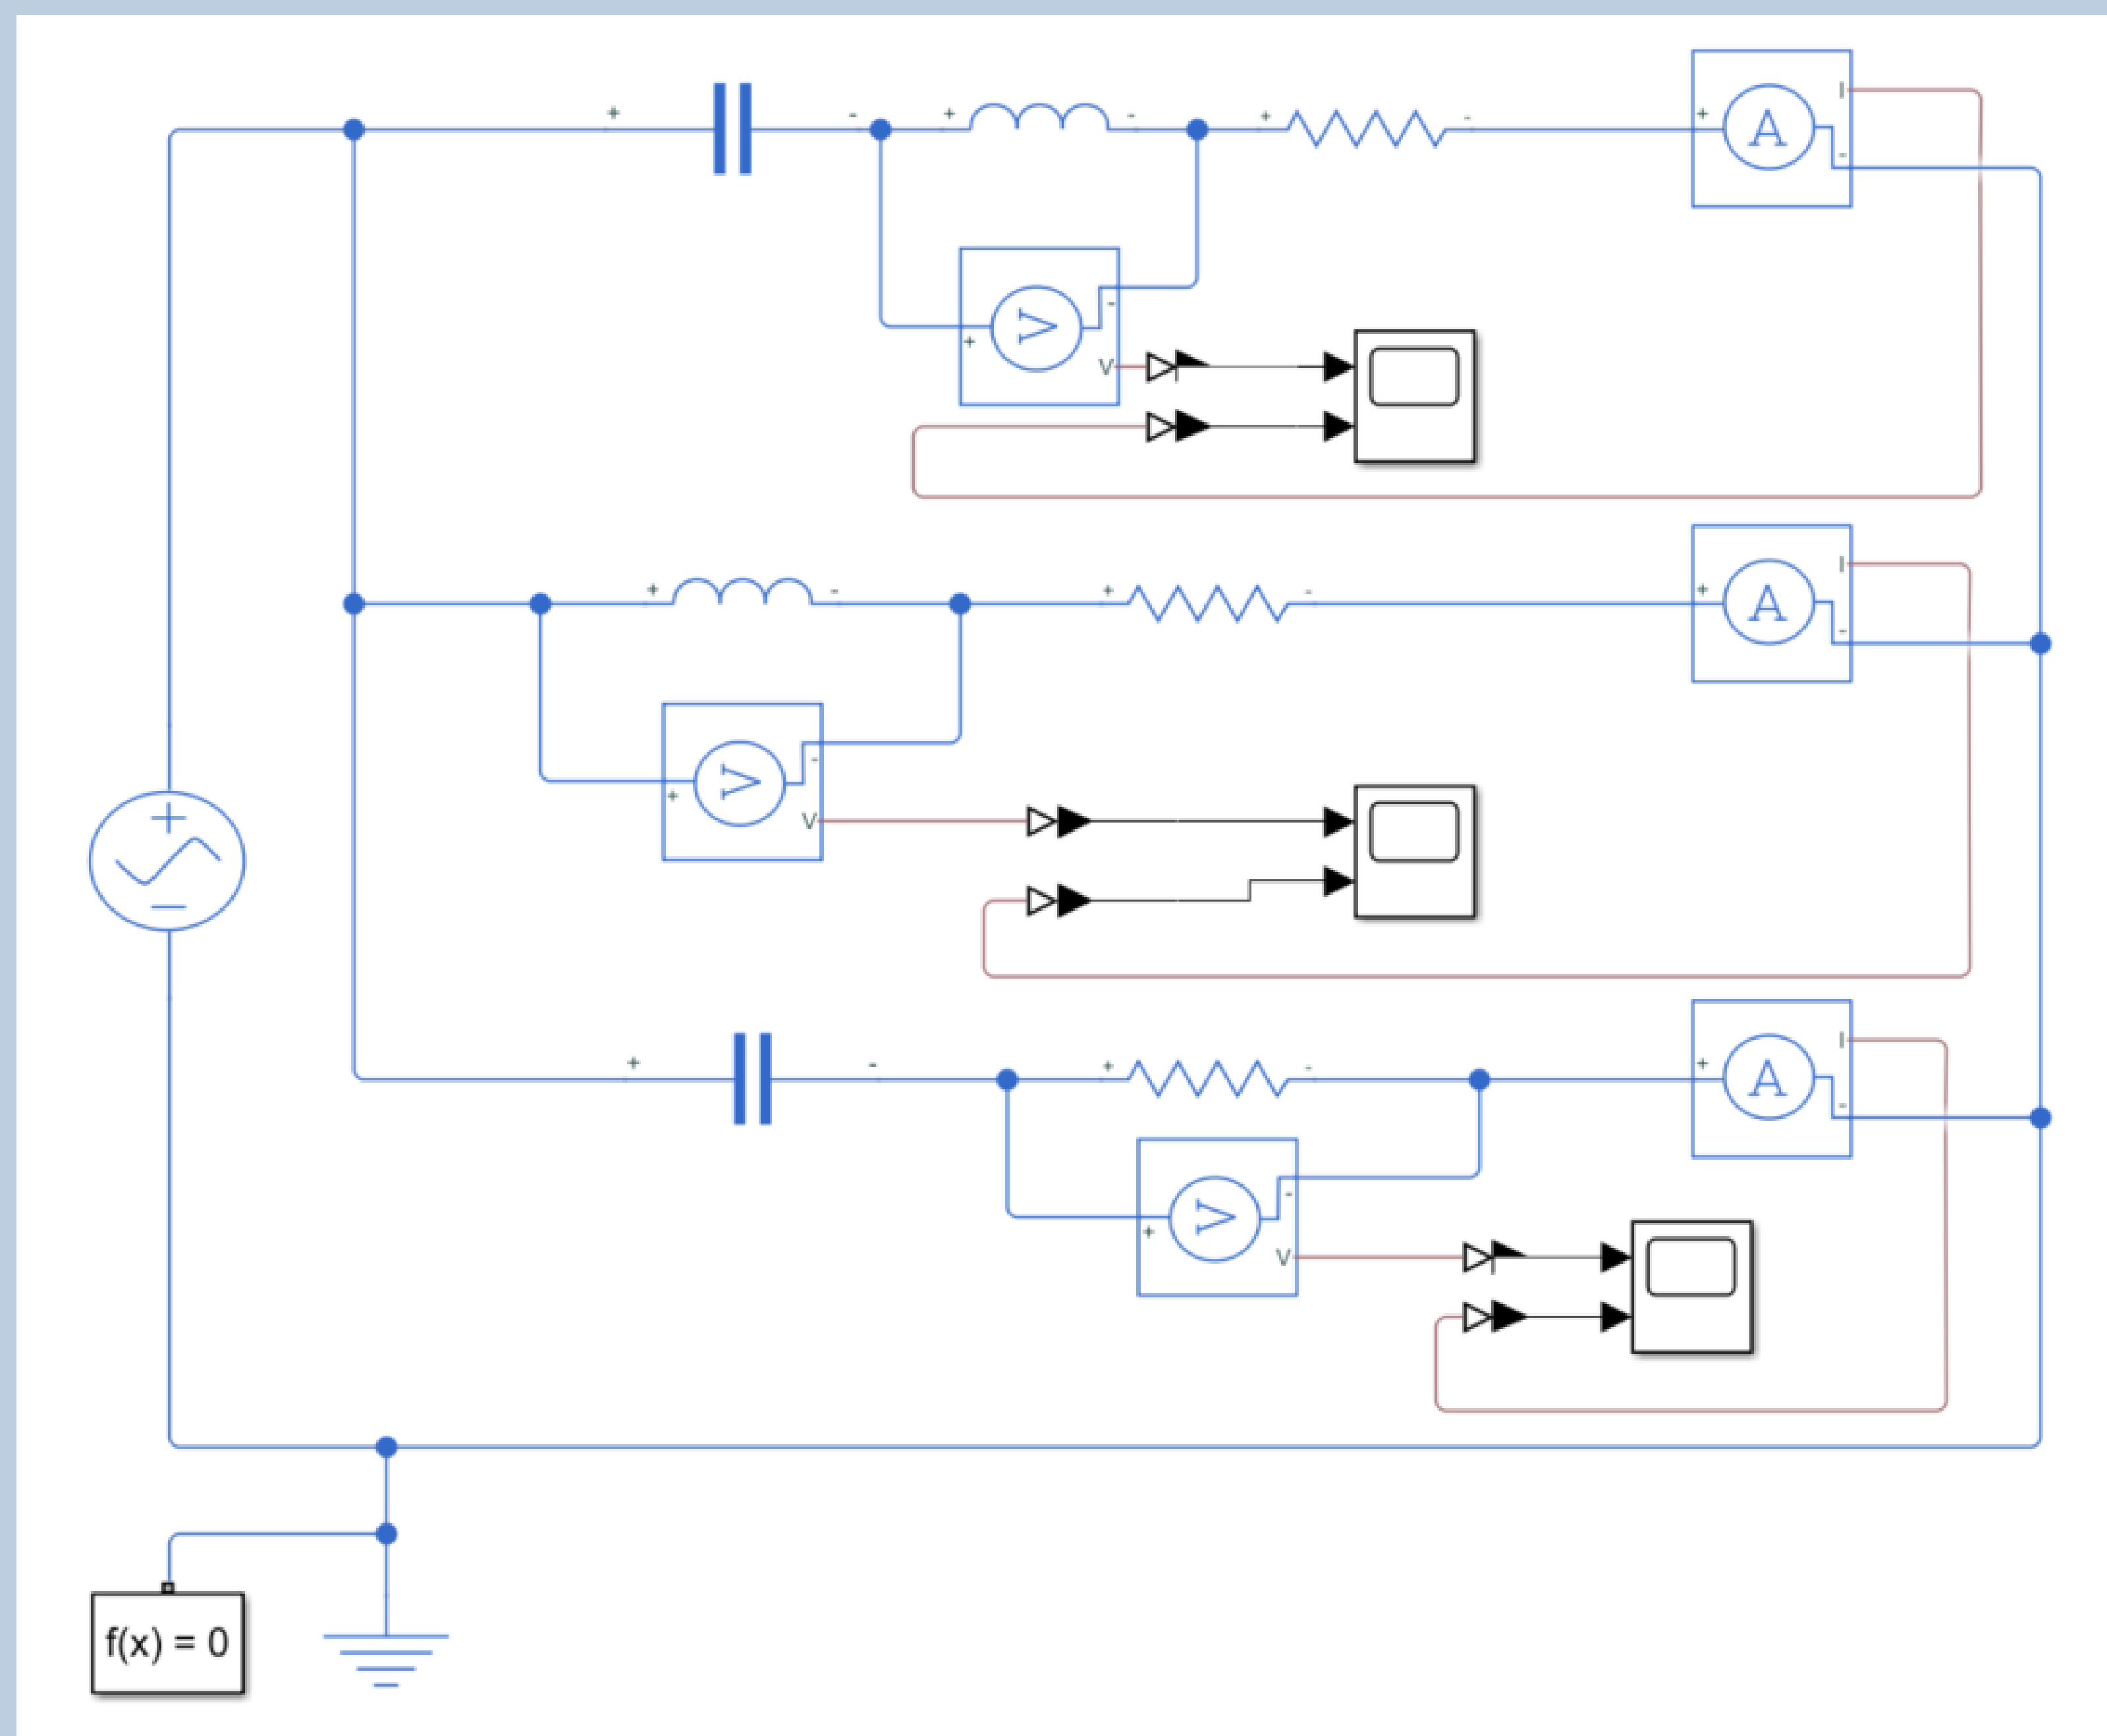 + - + - + - + A I -
+ V - V
+ - + - + A I -
+ V - V
+ - + - + A I -
+ V - V
f(x) = 0